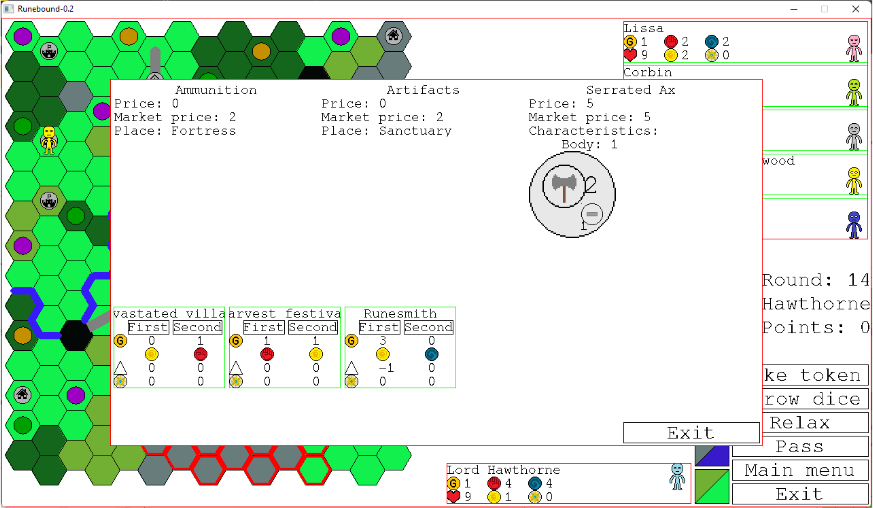 Runebound-0.2
Lissa
G 1 2 2
9 2 0
Corbin
wood
Ammunition
Price: 0
Market price: 2
Place: Fortress
Artifacts
Price: 0
Market price: 2
Place: Sanctuary
Serrated Ax
Price: 5
Market price: 5
Characteristics:
Body: 1
2
1
vastated villa
First Second
G 0 1
0 0
0 0
arvest festiva
First Second
1 1
0 0
0 0
Runesmith
First Second
G 3 0
-1 0
0 0
Exit
Round: 14
Hawthorne
Points: 0
ke token
row dice
Relax
Pass
Main menu
Exit
Lord Hawthorne
G 1 4 4
9 1 0